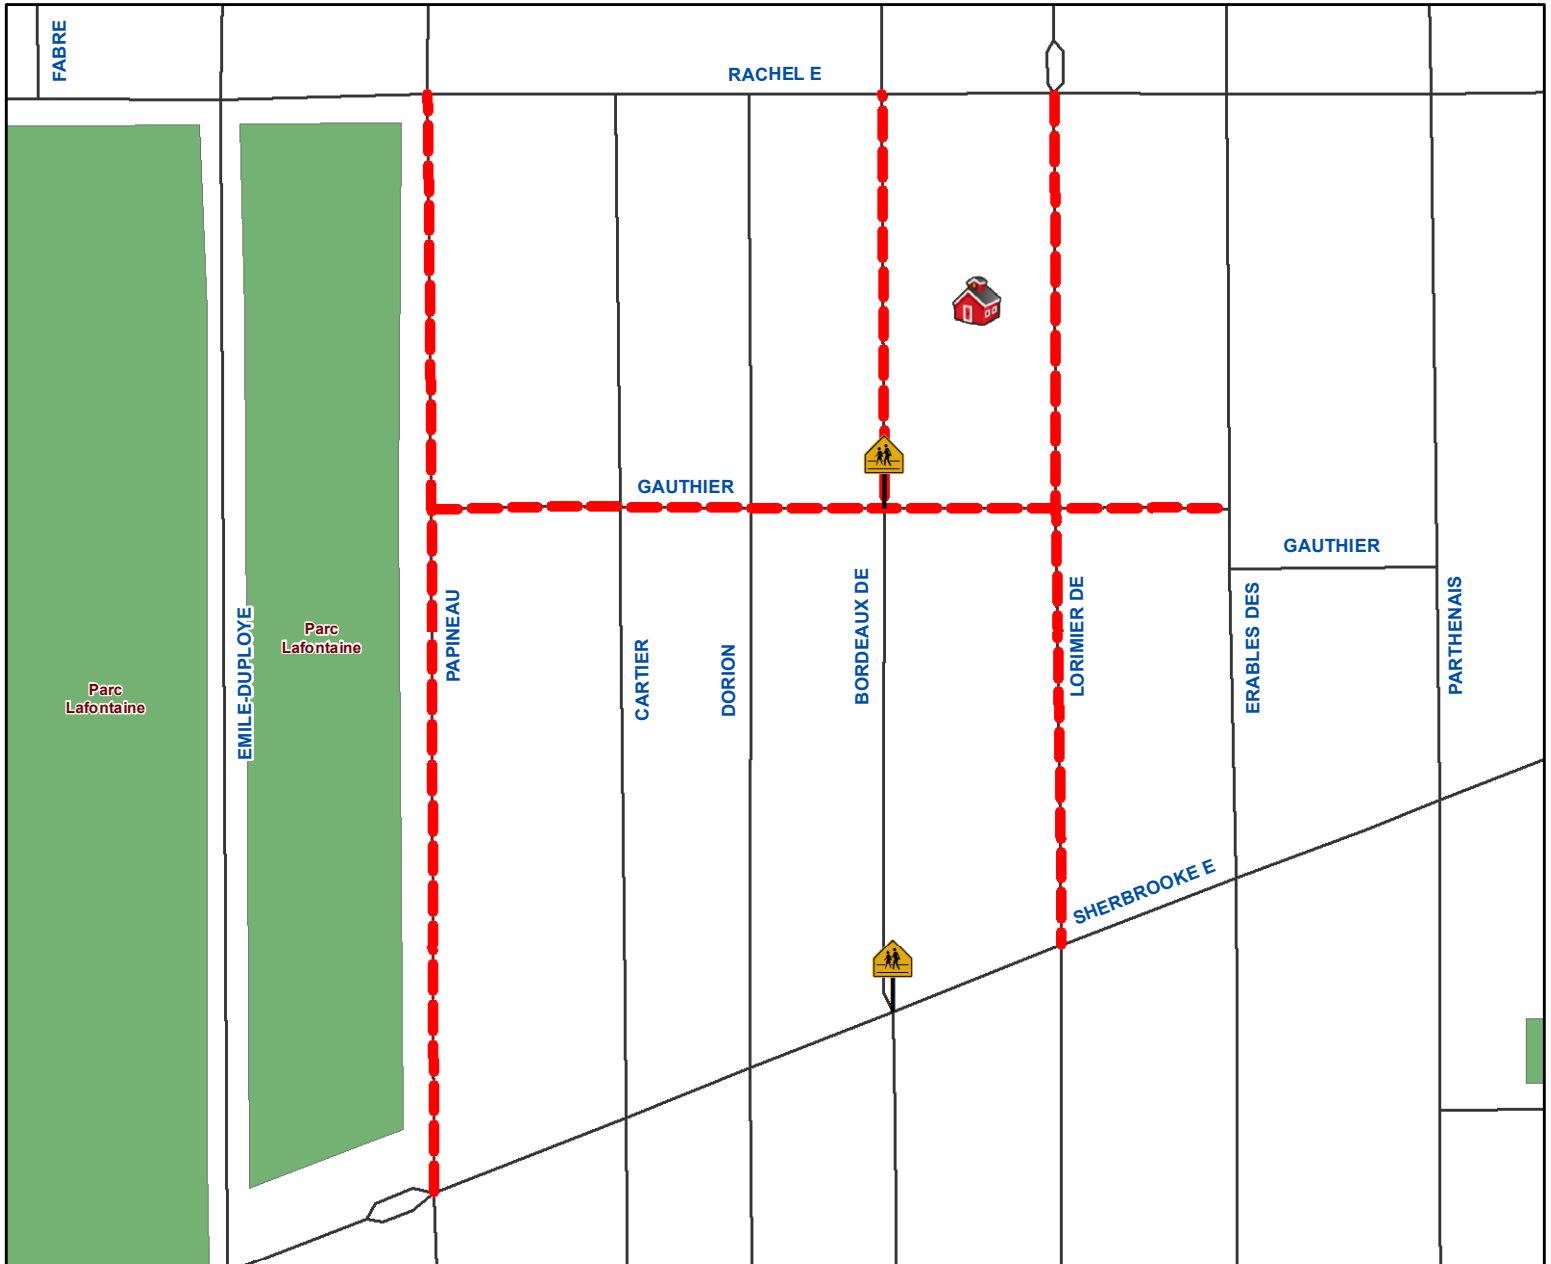 FABRE
RACHEL E
GAUTHIER
GAUTHIER
EMILE-DUPLOYE
Parc
Lafontaine
PAPINEAU
CARTIER
DORION
BORDEAUX DE
LORIMIER DE
ERABLES DES
PARTHENAIS
Parc
Lafontaine
SHERBROOKE E